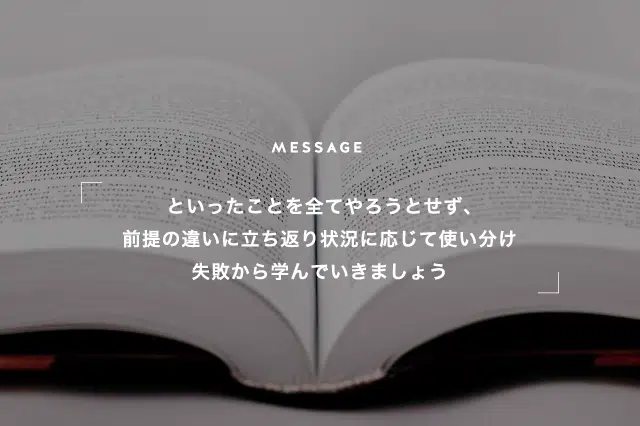 MESSAGE
といったことを全てやろうとせず、
前提の違いに立ち返り状況に応じて使い分け
失敗から学んでいきましょう